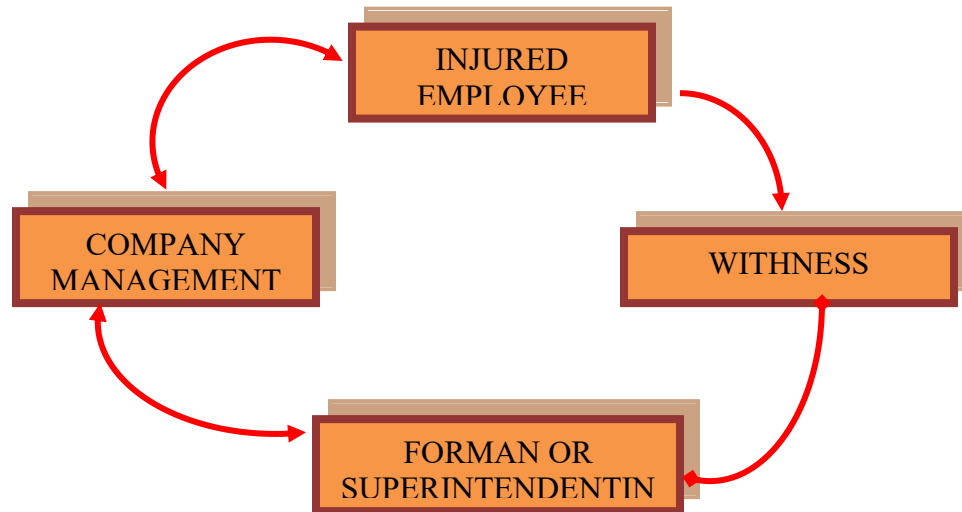 INJURED
EMPLOYEE
COMPANY
MANAGEMENT
WITHNESS
FORMAN OR
SUPERINTENDENTIN